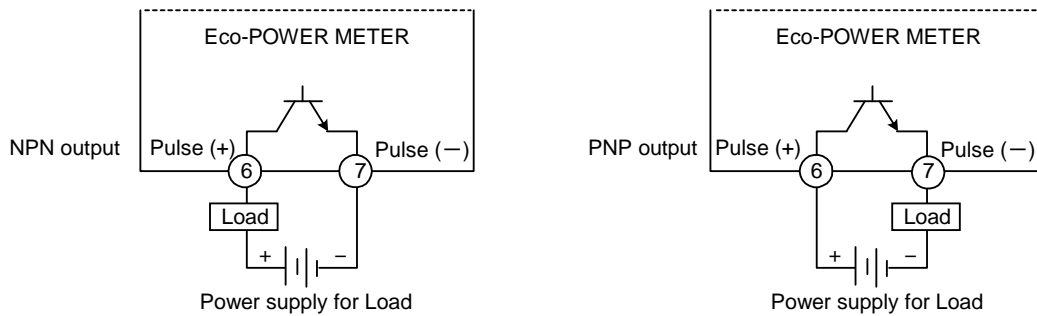 Eco-POWER METER
NPN output
Pulse (+)
Pulse (－)
6
7
Load
+
－
Power supply for Load
Eco-POWER METER
PNP output
Pulse (+)
Pulse (－)
6
7
Load
+
－
Power supply for Load